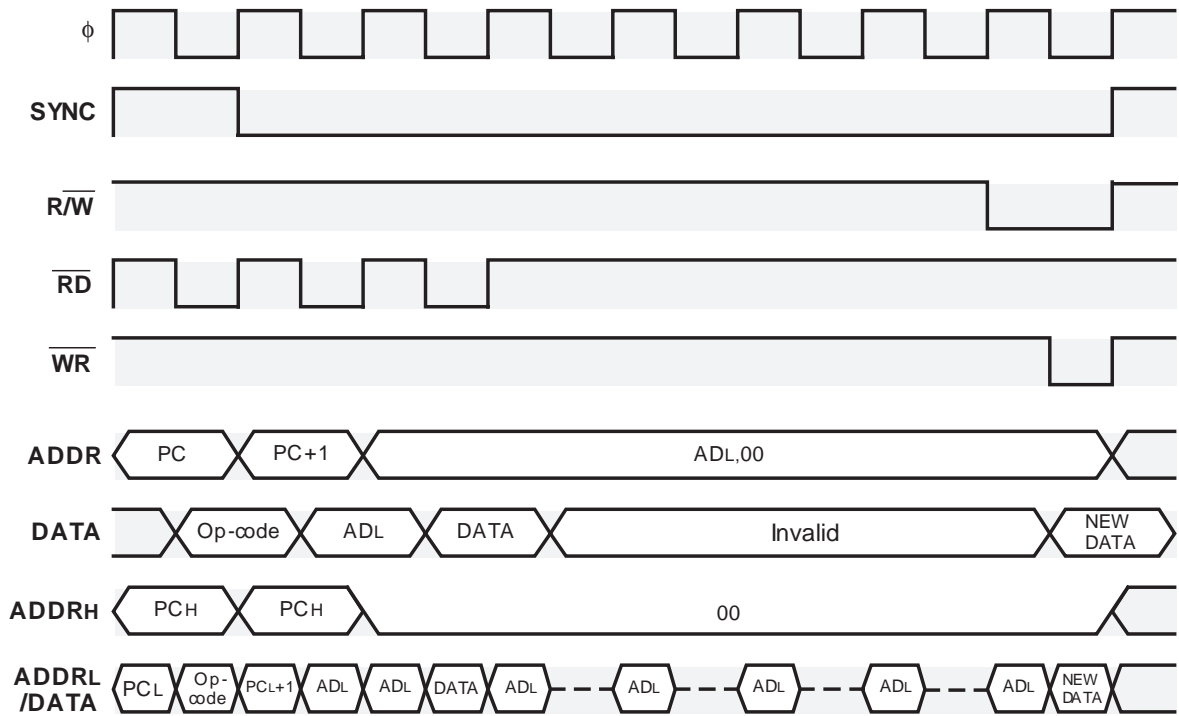 ϕ
SYNC
R/W
RD
WR
ADDR PC PC+1 ADL,00
DATA Op-code ADL DATA Invalid NEW DATA
ADDRH PCH PCH 00
ADDRL /DATA PCL Op-code PCL+1 ADL ADL DATA ADL ADL ADL ADL ADL NEW DATA